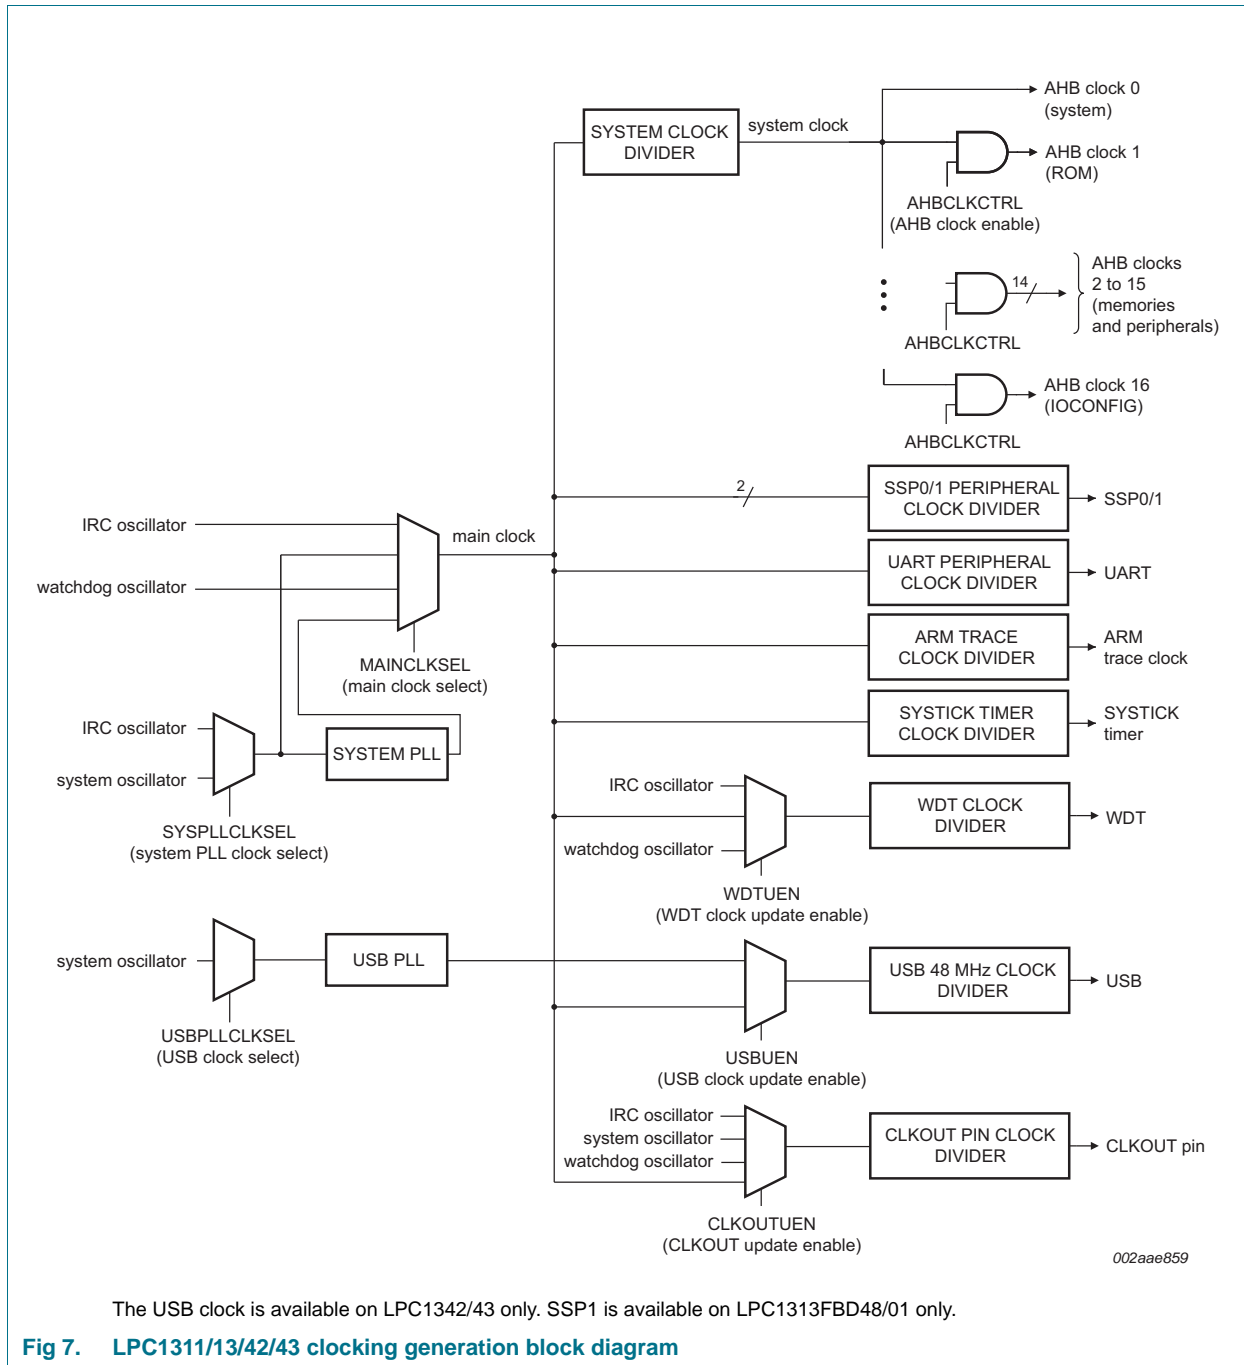 AHB clock 0
(system)
SYSTEM CLOCK
DIVIDER
system clock
AHB clock 1
(ROM)
AHBCLKCTRL
(AHB clock enable)
14
AHB clocks
2 to 15
(memories
and peripherals)
AHBCLKCTRL
AHB clock 16
(IOCONFIG)
AHBCLKCTRL
2
SSP0/1 PERIPHERAL
CLOCK DIVIDER
SSP0/1
IRC oscillator
main clock
UART PERIPHERAL
CLOCK DIVIDER
UART
watchdog oscillator
MAINCLKSEL
(main clock select)
ARM TRACE
CLOCK DIVIDER
ARM
trace clock
IRC oscillator
SYSTEM PLL
system oscillator
SYSTICK TIMER
CLOCK DIVIDER
SYSTICK
timer
SYSPLLCLKSEL
(system PLL clock select)
IRC oscillator
watchdog oscillator
WDT CLOCK
DIVIDER
WDT
WDTUEN
(WDT clock update enable)
system oscillator
USB PLL
USB 48 MHz CLOCK
DIVIDER
USB
USBPLLCLKSEL
(USB clock select)
USBUEN
(USB clock update enable)
IRC oscillator
system oscillator
watchdog oscillator
CLKOUT PIN CLOCK
DIVIDER
CLKOUT pin
CLKOUTUEN
(CLKOUT update enable)
002aae859
The USB clock is available on LPC1342/43 only. SSP1 is available on LPC1313FBD48/01 only.
Fig 7. LPC1311/13/42/43 clocking generation block diagram